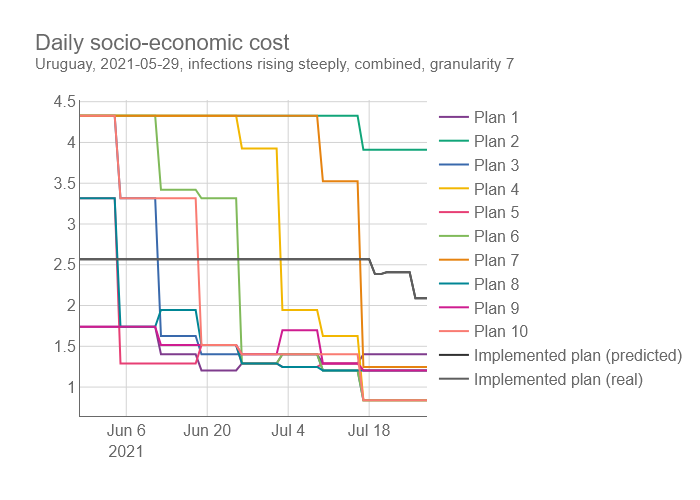 Daily socio-economic cost
Uruguay, 2021-05-29, infections rising steeply, combined, granularity 7
4.5
4
3.5
3
2.5
2
1.5
1
Jun 6
2021
Jun 20
Jul 4
Jul 18
Plan 1
Plan 2
Plan 3
Plan 4
Plan 5
Plan 6
Plan 7
Plan 8
Plan 9
Plan 10
Implemented plan (predicted)
Implemented plan (real)